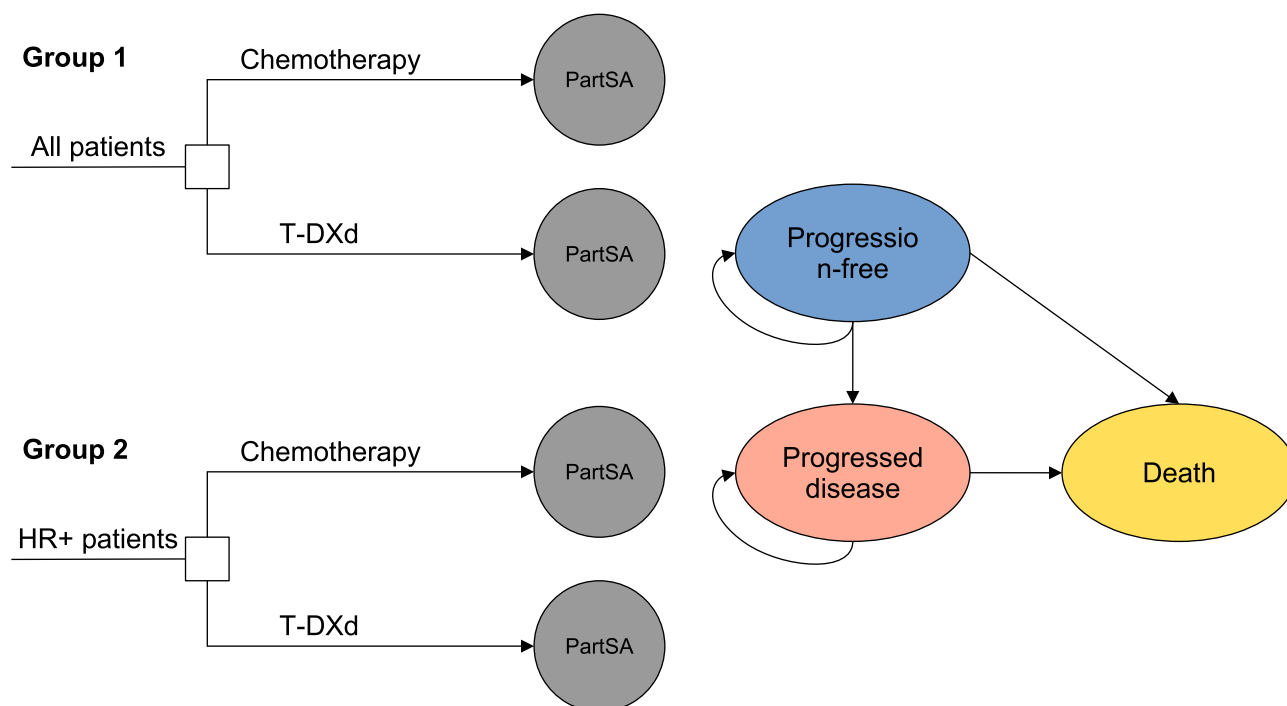 Group 1
Chemotherapy
PartSA
All patients
T-DXd
PartSA
Progressio
n-free
Group 2
Chemotherapy
PartSA
HR+ patients
T-DXd
PartSA
Progressed
disease
Death